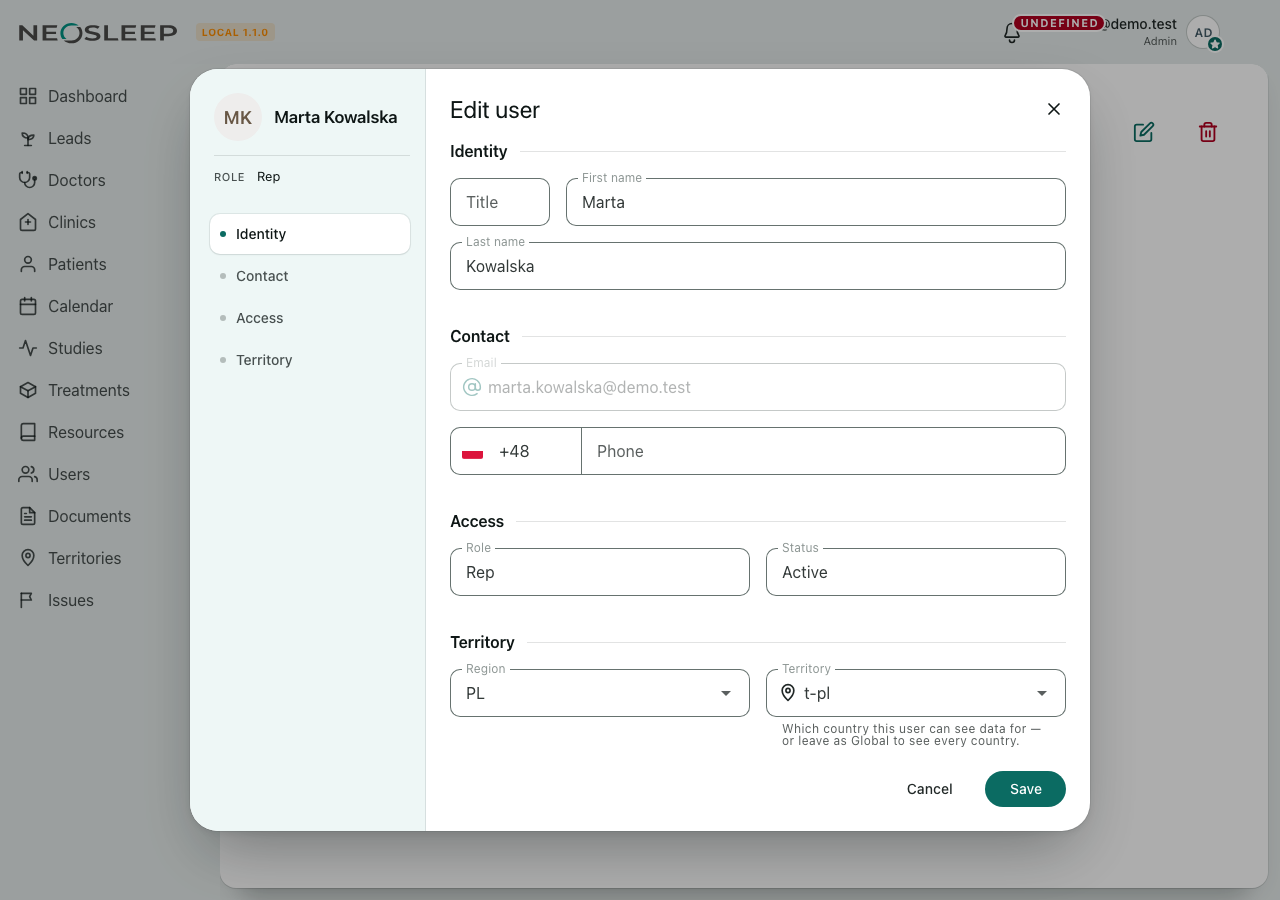 NEOSLEEP
LOCAL 1.1.0
UNDEFINED
@demo.test
Admin
AD
Dashboard
Leads
Doctors
Clinics
Patients
Calendar
Studies
Treatments
Resources
Users
Documents
Territories
Issues
MK
Marta Kowalska
ROLE Rep
Identity
Contact
Access
Territory
Edit user
Identity
Title
First name
Marta
Last name
Kowalska
Contact
Email
marta.kowalska@demo.test
+48
Phone
Access
Role
Rep
Status
Active
Territory
Region
PL
Territory
t-pl
Which country this user can see data for —
or leave as Global to see every country.
Cancel
Save